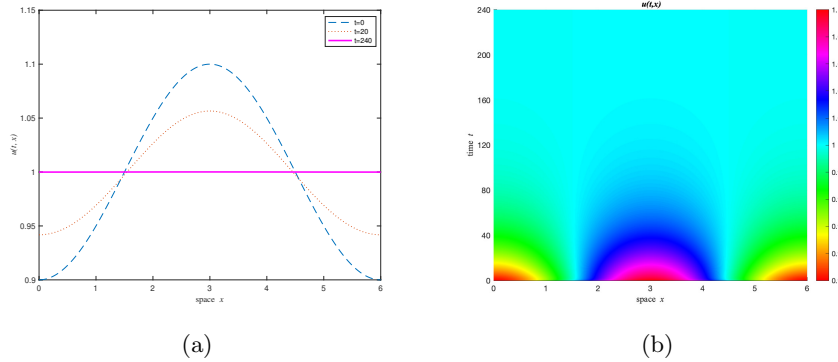 1.15
t=0
t=20
t=240
1.1
1.05
1
0.95
0.9
0 1 2 3 4 5 6
space x
u(t, x)
(a)
u(t,x)
240
200
160
120
80
40
0
0 1 2 3 4 5 6
space x
time t
(b)